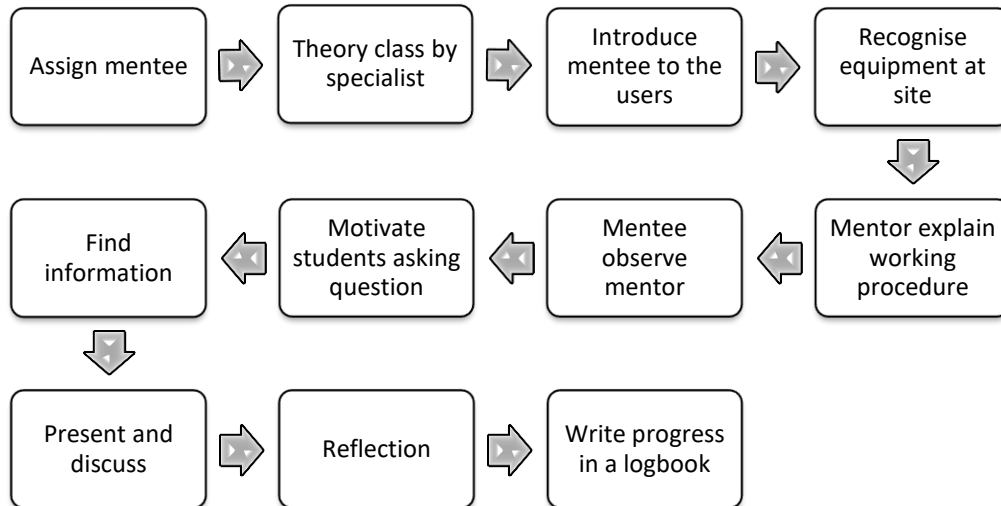 Assign mentee
Theory class by
specialist
Introduce
mentee to the
users
Recognise
equipment at
site
Mentor explain
working
procedure
Mentee
observe
mentor
Motivate
students asking
question
Find
information
Present and
discuss
Reflection
Write progress
in a logbook